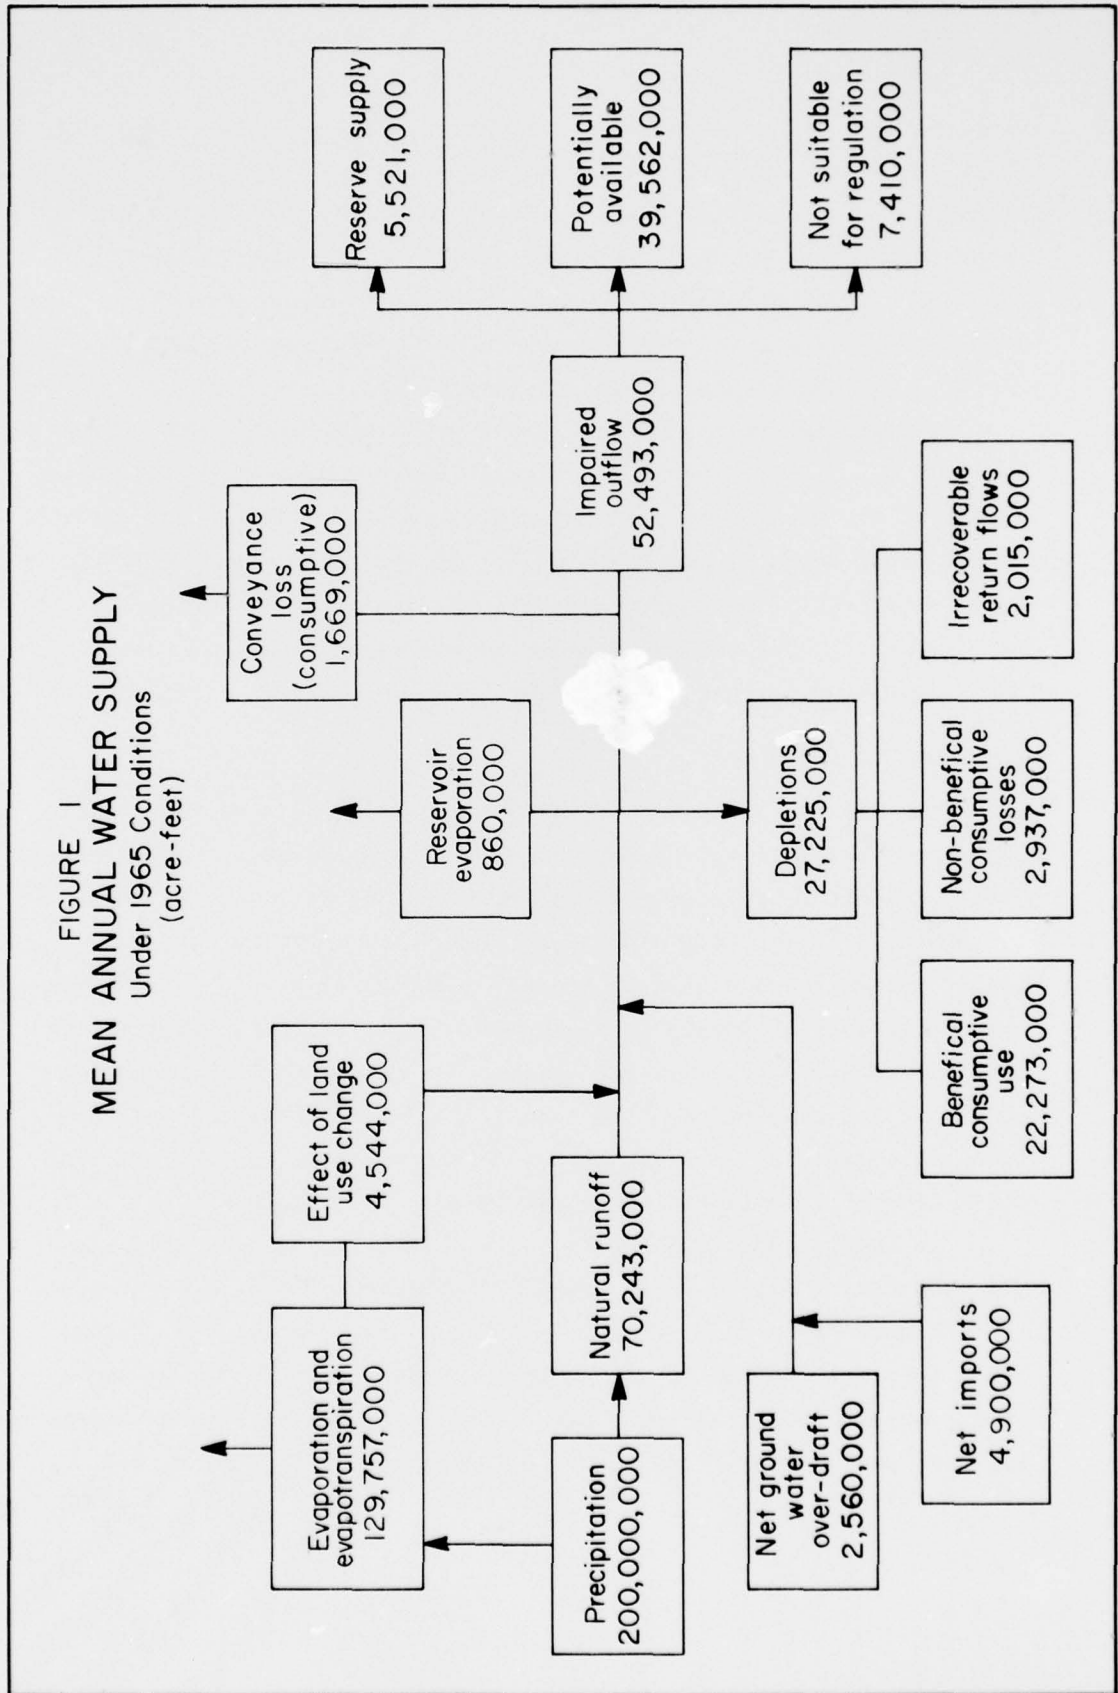 FIGURE 1
MEAN ANNUAL WATER SUPPLY
Under 1965 Conditions
(acre-feet)
Evaporation and
evapotranspiration
129,757,000
Effect of land
use change
4,544,000
Reservoir
evaporation
860,000
Conveyance
loss
(consumptive)
1,669,000
Reserve supply
5,521,000
Precipitation
200,000,000
Natural runoff
70,243,000
Impaired
outflow
52,493,000
Potentially
available
39,562,000
Net ground
water
over-draft
2,560,000
Depletions
27,225,000
Not suitable
for regulation
7,410,000
Net imports
4,900,000
Benefical
consumptive
use
22,273,000
Non-benefical
consumptive
losses
2,937,000
Irrecoverable
return flows
2,015,000